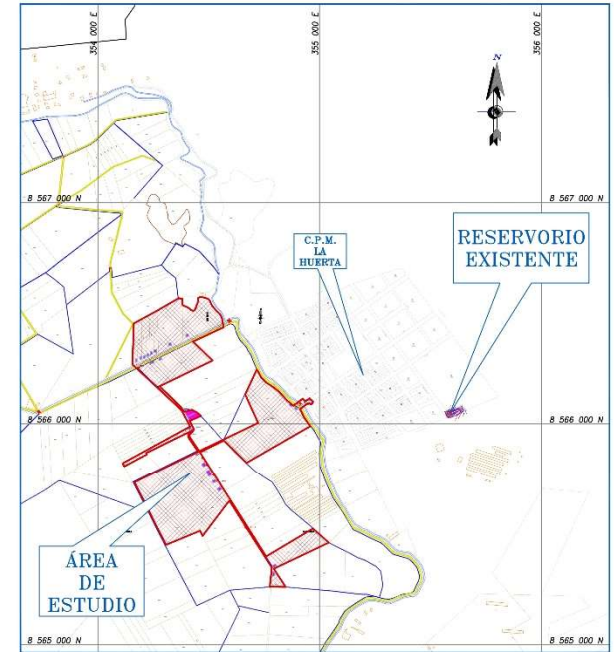 354 000 E
355 000 E
356 000 E
N
8 567 000 N
8 567 000 N
C.P.M.
LA
HUERTA
RESERVORIO
EXISTENTE
8 566 000 N
8 566 000 N
ÁREA
DE
ESTUDIO
8 565 000 N
8 565 000 N